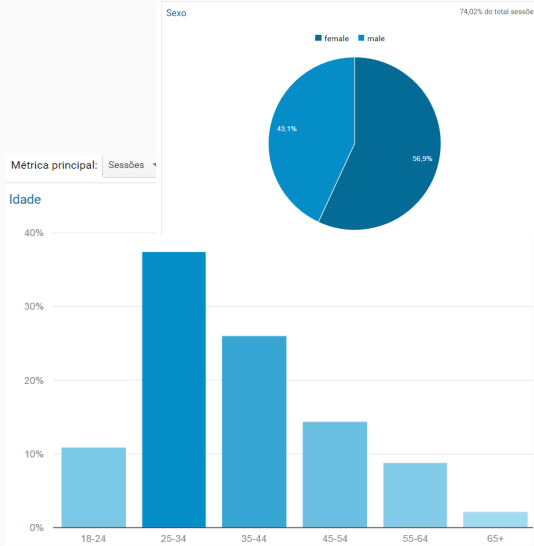 Sexo
74,02% do total sessõe
female male
43,1%
56,9%
Métrica principal: Sessões
Idade
40%
30%
20%
10%
0%
18-24 25-34 35-44 45-54 55-64 65+